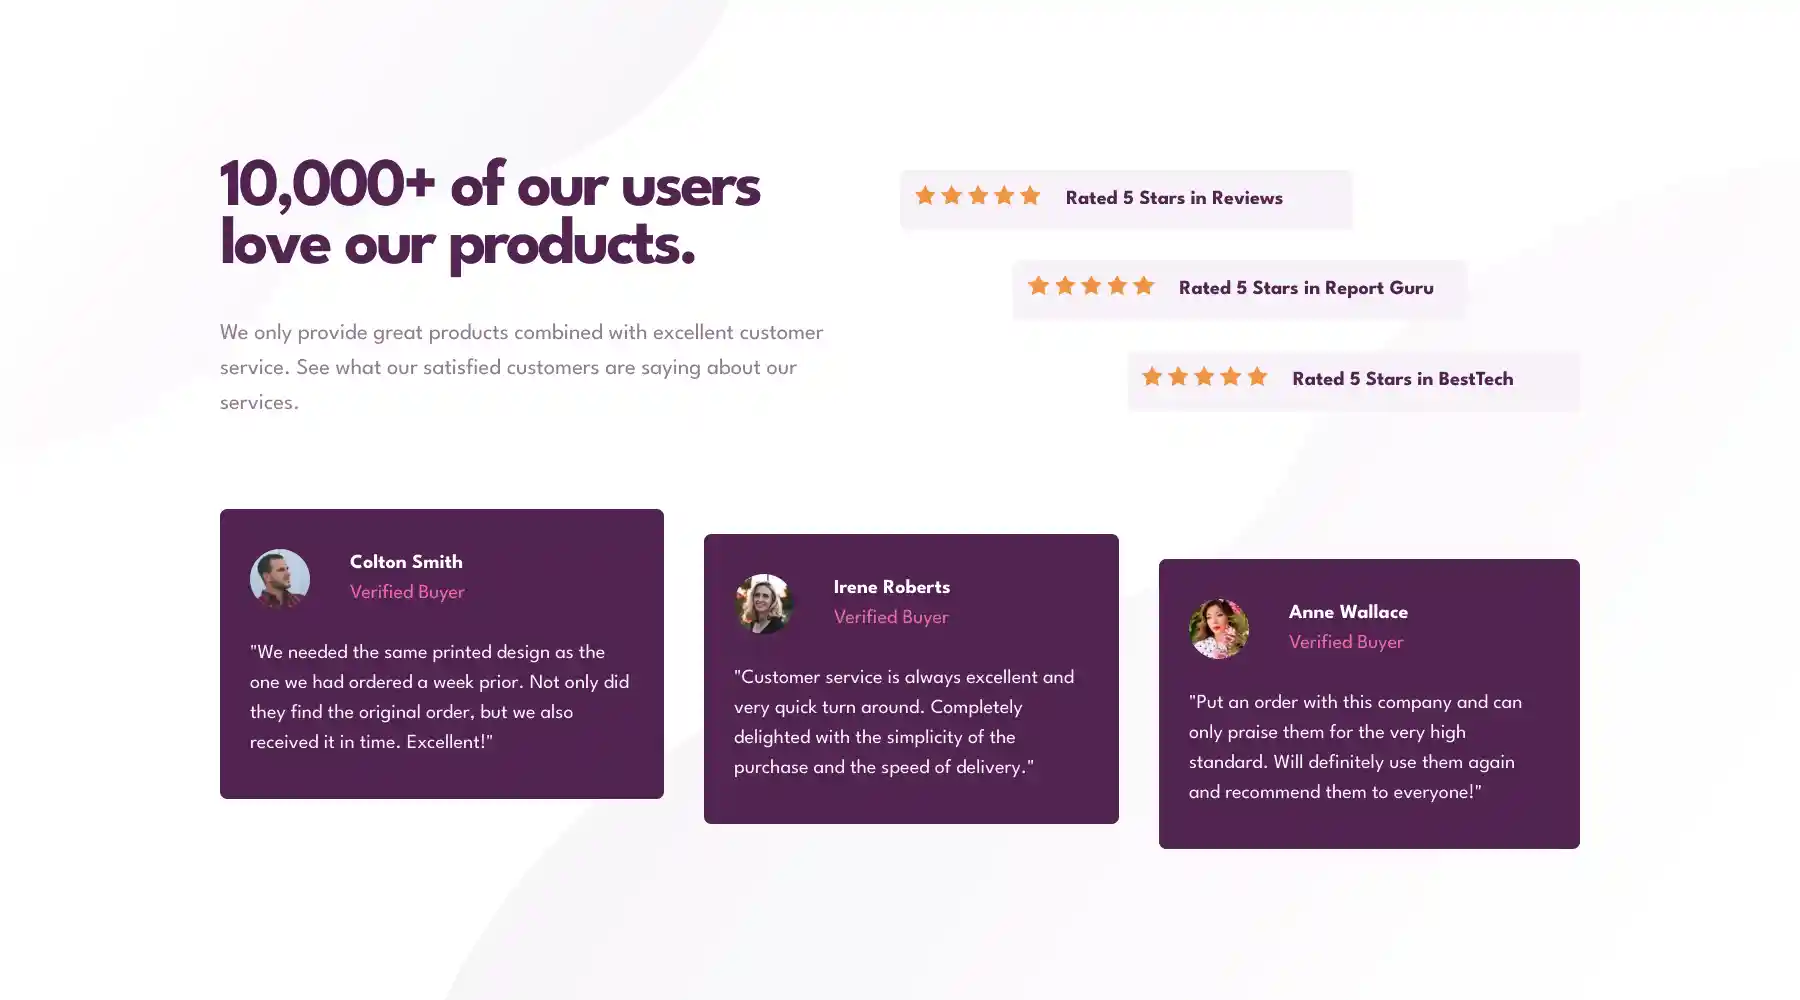 10,000+ of our users
love our products.
We only provide great products combined with excellent customer
service. See what our satisfied customers are saying about our
services.
Rated 5 Stars in Reviews
Rated 5 Stars in Report Guru
Rated 5 Stars in BestTech
Colton Smith
Verified Buyer
"We needed the same printed design as the
one we had ordered a week prior. Not only did
they find the original order, but we also
received it in time. Excellent!"
Irene Roberts
Verified Buyer
"Customer service is always excellent and
very quick turn around. Completely
delighted with the simplicity of the
purchase and the speed of delivery."
Anne Wallace
Verified Buyer
"Put an order with this company and can
only praise them for the very high
standard. Will definitely use them again
and recommend them to everyone!"